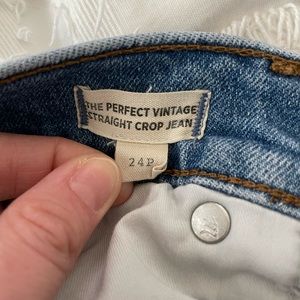 THE PERFECT VINTAGE
STRAIGHT CROP JEAN
24P